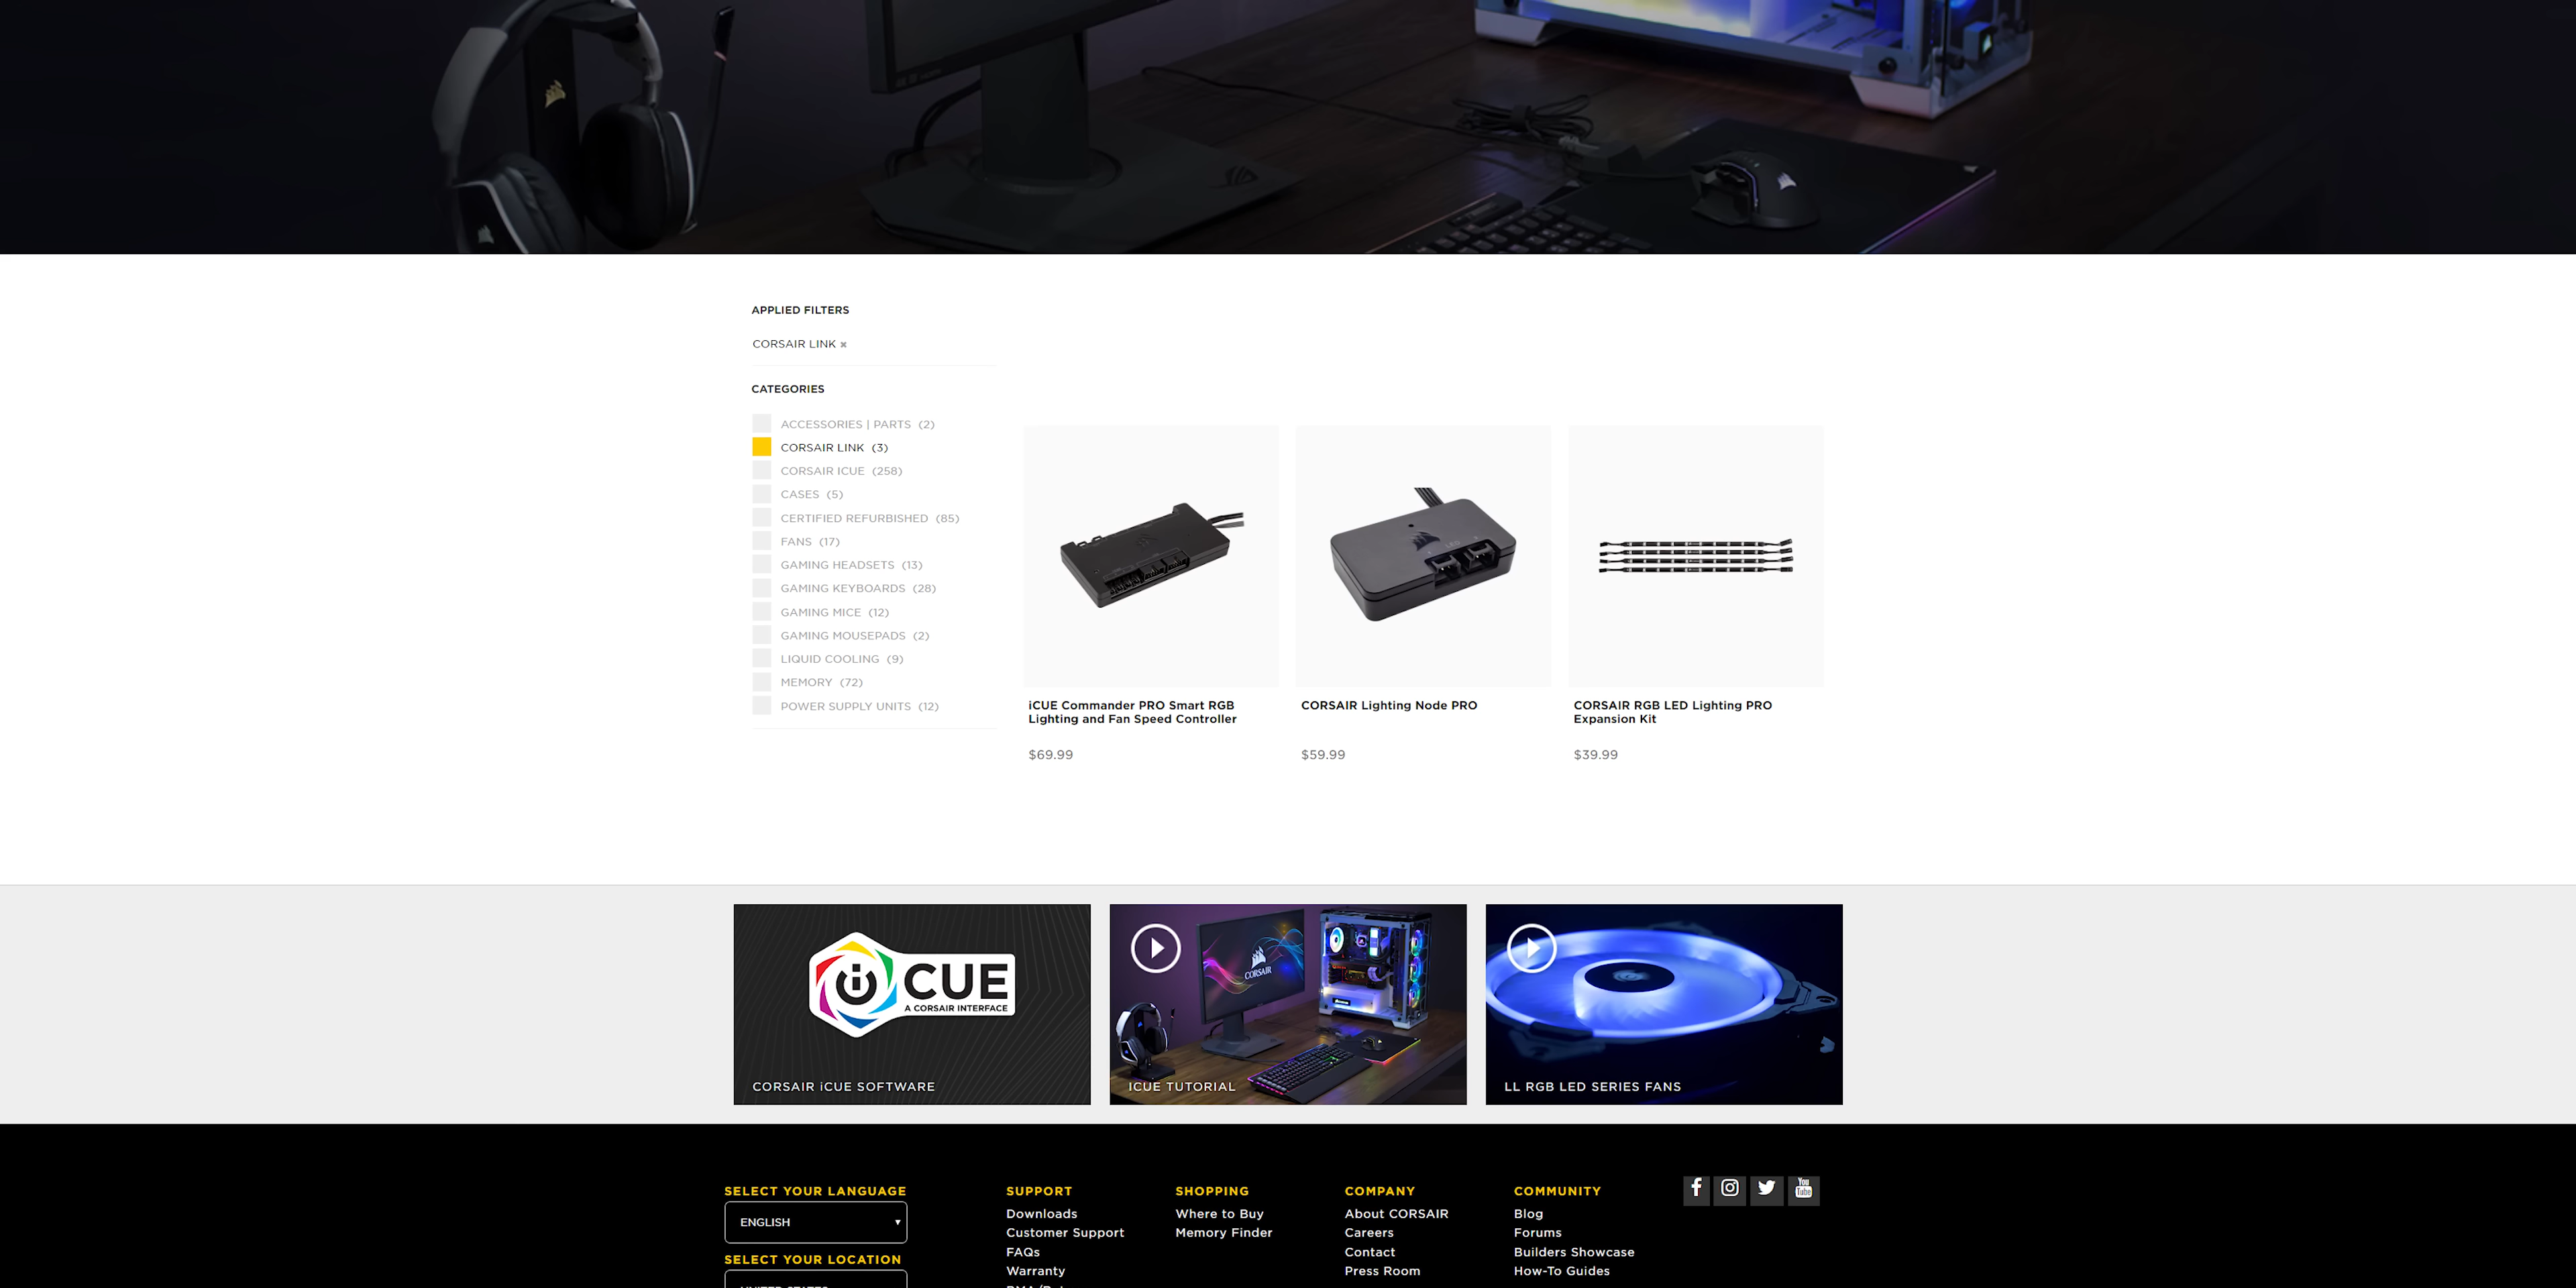 APPLIED FILTERS
CORSAIR LINK ✖
CATEGORIES
ACCESSORIES | PARTS (2)
CORSAIR LINK (3)
CORSAIR ICUE (258)
CASES (5)
CERTIFIED REFURBISHED (85)
FANS (17)
GAMING HEADSETS (13)
GAMING KEYBOARDS (28)
GAMING MICE (12)
GAMING MOUSEPADS (2)
LIQUID COOLING (9)
MEMORY (72)
POWER SUPPLY UNITS (12)
iCUE Commander PRO Smart RGB
Lighting and Fan Speed Controller
$69.99
LED
CORSAIR Lighting Node PRO
$59.99
CORSAIR RGB LED Lighting PRO
Expansion Kit
$39.99
iCUE
A CORSAIR INTERFACE
CORSAIR iCUE SOFTWARE
CORSAIR
ICUE TUTORIAL
LL RGB LED SERIES FANS
SELECT YOUR LANGUAGE
ENGLISH
SELECT YOUR LOCATION
SUPPORT
Downloads
Customer Support
FAQs
Warranty
SHOPPING
Where to Buy
Memory Finder
COMPANY
About CORSAIR
Careers
Contact
Press Room
COMMUNITY
Blog
Forums
Builders Showcase
How-To Guides
You
Tube